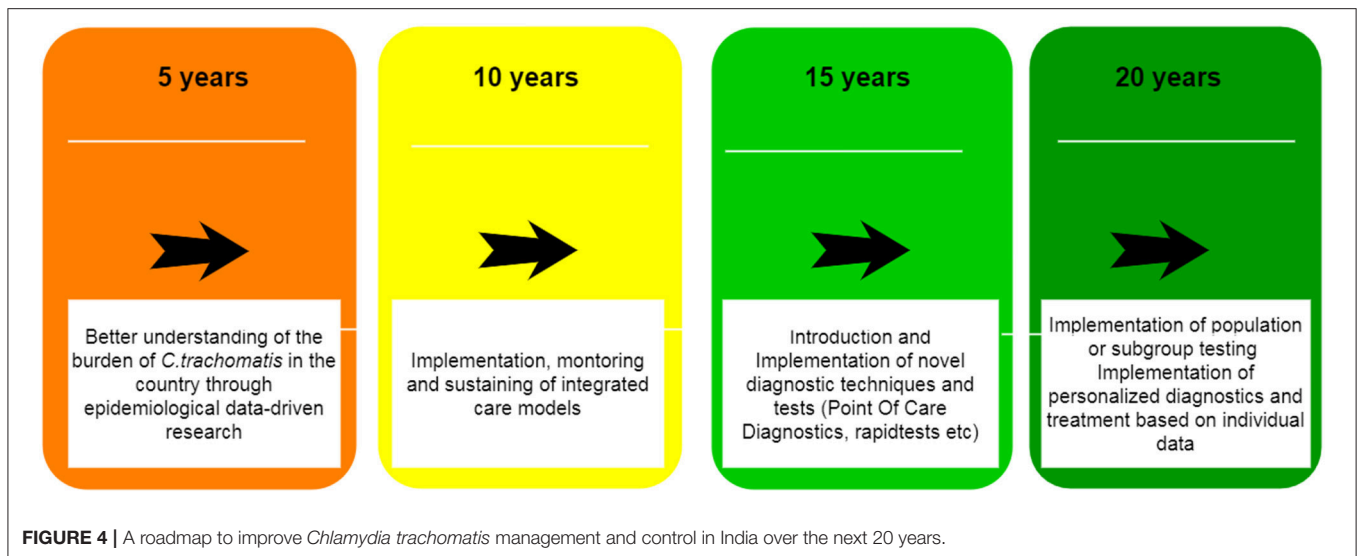 5 years
Better understanding of the
burden of C.trachomatis in the
country through
epidemiological data-driven
research
10 years
Implementation, montoring
and sustaining of integrated
care models
15 years
Introduction and
Implementation of novel
diagnostic techniques and
tests (Point Of Care
Diagnostics, rapidtests etc)
20 years
Implementation of population
or subgroup testing
Implementation of
personalized diagnostics and
treatment based on individual
data
FIGURE 4 | A roadmap to improve Chlamydia trachomatis management and control in India over the next 20 years.